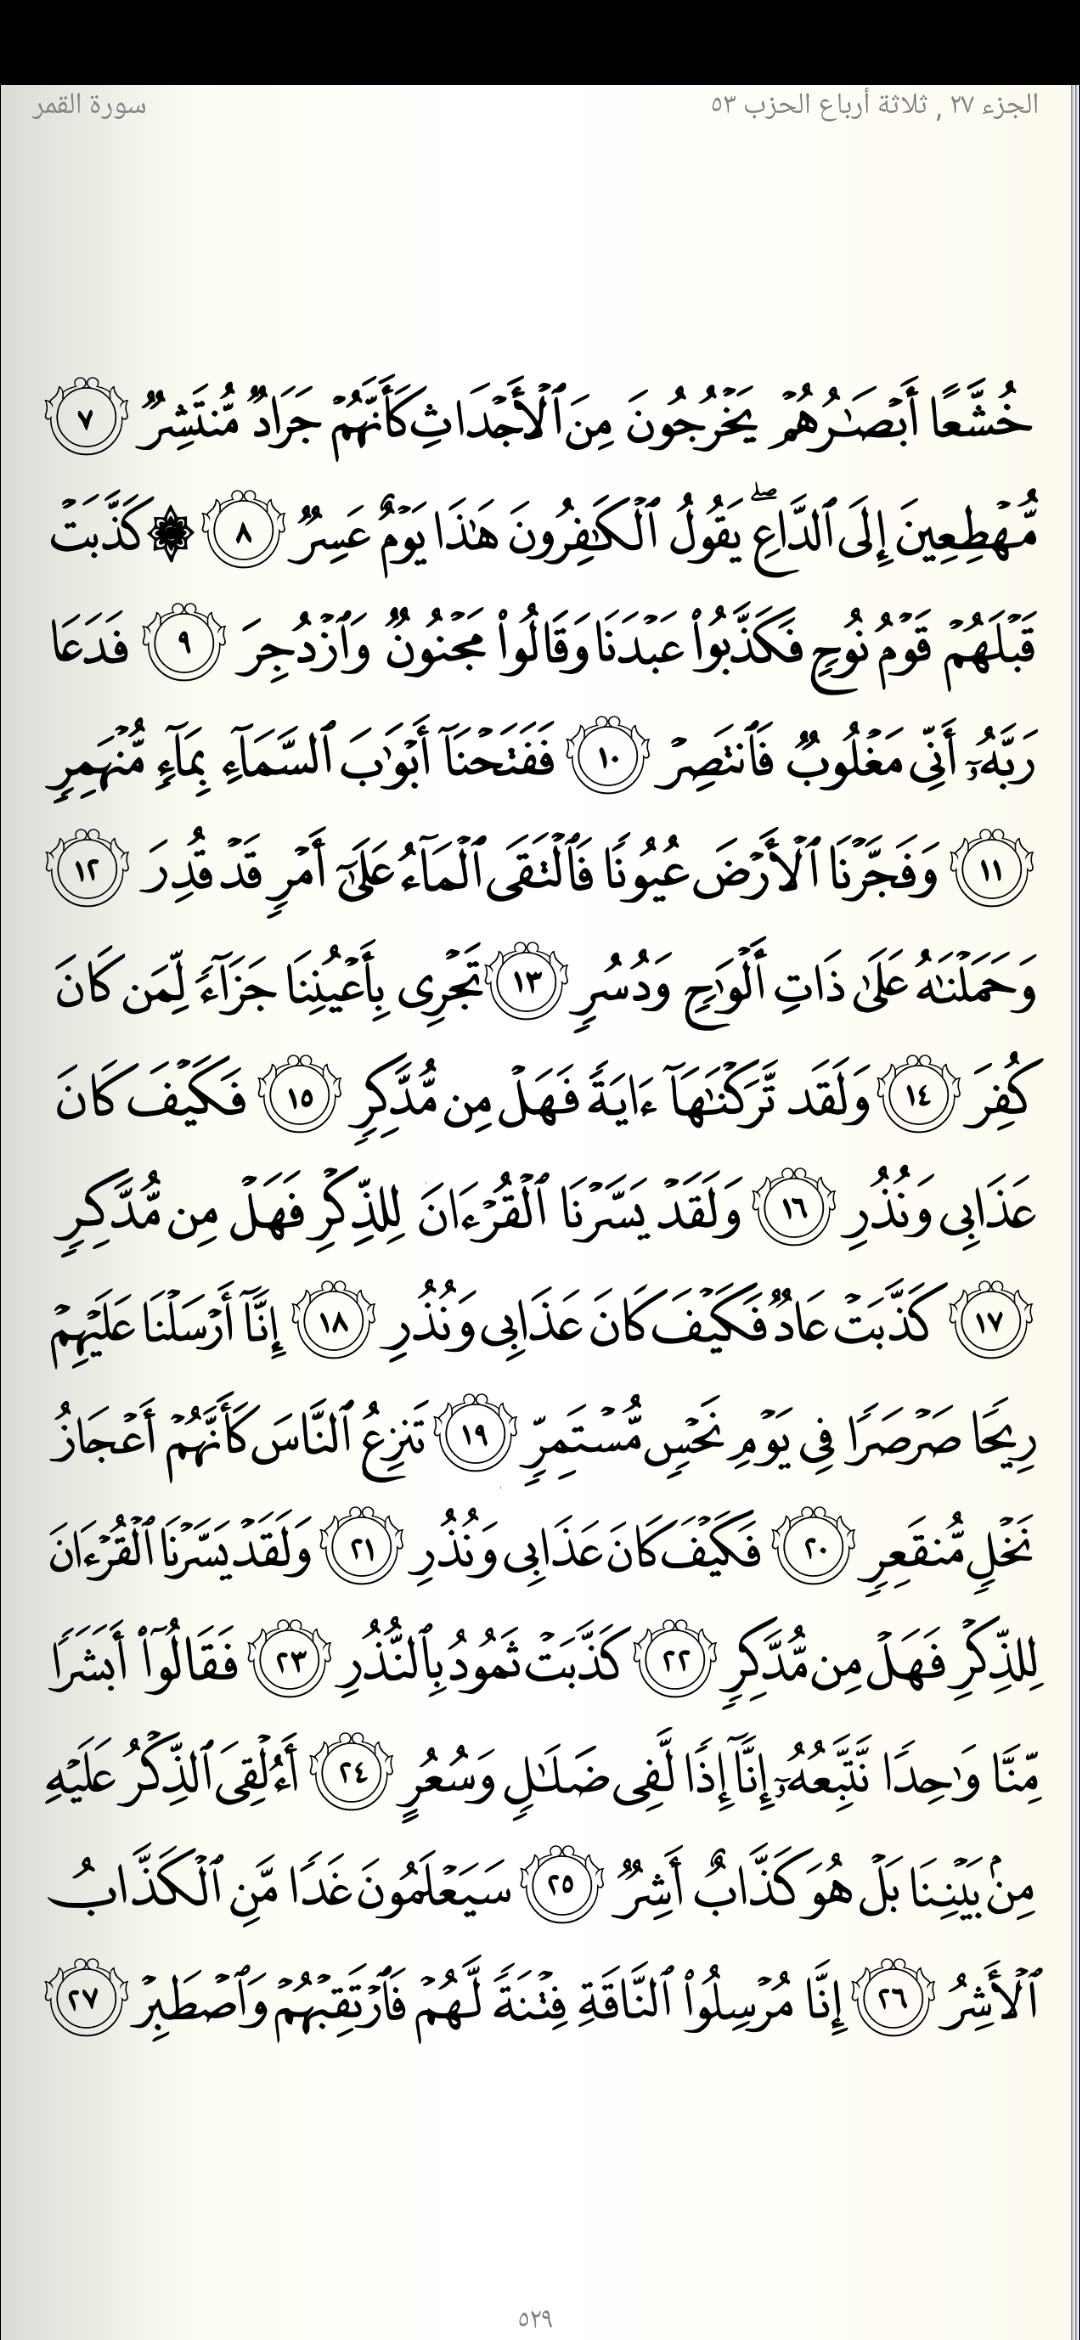 الجزء ٢٧ , ثلاثة أرباع الحزب ٥٣
سورة القمر
خُشَّعًا أَبْصَـٰرُهُمْ يَخْرُجُونَ مِنَ ٱلْأَجْدَاثِ كَأَنَّهُمْ جَرَادٌ مُّنتَشِرٌ ٧
مُّهْطِعِينَ إِلَى ٱلدَّاعِ ۖ يَقُولُ ٱلْكَـٰفِرُونَ هَـٰذَا يَوْمٌ عَسِرٌ ٨ ۞ كَذَّبَتْ
قَبْلَهُمْ قَوْمُ نُوحٍ فَكَذَّبُوا۟ عَبْدَنَا وَقَالُوا۟ مَجْنُونٌ وَٱزْدُجِرَ ٩ فَدَعَا
رَبَّهُۥٓ أَنِّى مَغْلُوبٌ فَٱنتَصِرْ ١٠ فَفَتَحْنَآ أَبْوَٰبَ ٱلسَّمَآءِ بِمَآءٍ مُّنْهَمِرٍ
١١ وَفَجَّرْنَا ٱلْأَرْضَ عُيُونًا فَٱلْتَقَى ٱلْمَآءُ عَلَىٰٓ أَمْرٍ قَدْ قُدِرَ ١٢
وَحَمَلْنَـٰهُ عَلَىٰ ذَاتِ أَلْوَٰحٍ وَدُسُرٍ ١٣ تَجْرِى بِأَعْيُنِنَا جَزَآءً لِّمَن كَانَ
كُفِرَ ١٤ وَلَقَد تَّرَكْنَـٰهَآ ءَايَةً فَهَلْ مِن مُّدَّكِرٍ ١٥ فَكَيْفَ كَانَ
عَذَابِى وَنُذُرِ ١٦ وَلَقَدْ يَسَّرْنَا ٱلْقُرْءَانَ لِلذِّكْرِ فَهَلْ مِن مُّدَّكِرٍ
١٧ كَذَّبَتْ عَادٌ فَكَيْفَ كَانَ عَذَابِى وَنُذُرِ ١٨ إِنَّآ أَرْسَلْنَا عَلَيْهِمْ
رِيحًا صَرْصَرًا فِى يَوْمِ نَحْسٍ مُّسْتَمِرٍّ ١٩ تَنزِعُ ٱلنَّاسَ كَأَنَّهُمْ أَعْجَازُ
نَخْلٍ مُّنقَعِرٍ ٢٠ فَكَيْفَ كَانَ عَذَابِى وَنُذُرِ ٢١ وَلَقَدْ يَسَّرْنَا ٱلْقُرْءَانَ
لِلذِّكْرِ فَهَلْ مِن مُّدَّكِرٍ ٢٢ كَذَّبَتْ ثَمُودُ بِٱلنُّذُرِ ٢٣ فَقَالُوٓا۟ أَبَشَرًا
مِّنَّا وَٰحِدًا نَّتَّبِعُهُۥٓ إِنَّآ إِذًا لَّفِى ضَلَـٰلٍ وَسُعُرٍ ٢٤ أَءُلْقِىَ ٱلذِّكْرُ عَلَيْهِ
مِنۢ بَيْنِنَا بَلْ هُوَ كَذَّابٌ أَشِرٌ ٢٥ سَيَعْلَمُونَ غَدًا مَّنِ ٱلْكَذَّابُ
ٱلْأَشِرُ ٢٦ إِنَّا مُرْسِلُوا۟ ٱلنَّاقَةِ فِتْنَةً لَّهُمْ فَٱرْتَقِبْهُمْ وَٱصْطَبِرْ ٢٧
٥٢٩